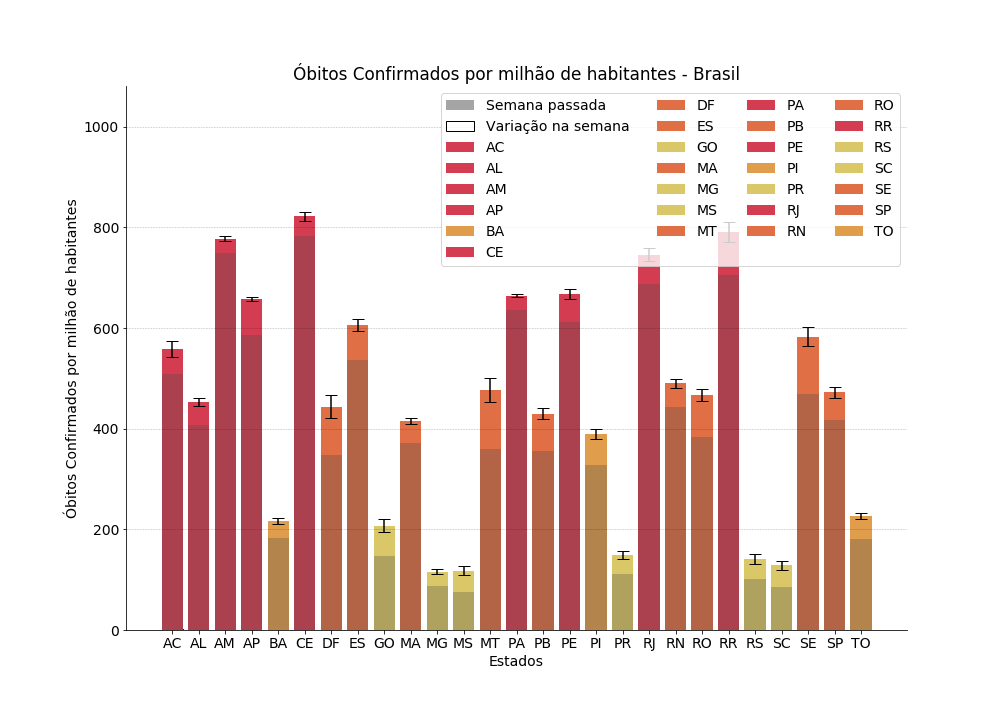 Óbitos Confirmados por milhão de habitantes - Brasil
Óbitos Confirmados por milhão de habitantes
1000
800
600
400
200
0
Semana passada
Variação na semana
AC
AL
AM
AP
BA
CE
DF
ES
GO
MA
MG
MS
MT
PA
PB
PE
PI
PR
RJ
RN
RO
RR
RS
SC
SE
SP
TO
AC AL AM AP BA CE DF ES GO MA MG MS MT PA PB PE PI PR RJ RN RO RR RS SC SE SP TO
Estados